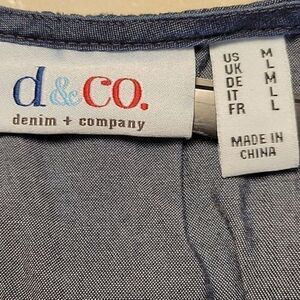 d&co.
denim + company
US M
UK L
DE M
IT L
FR L
MADE IN
CHINA